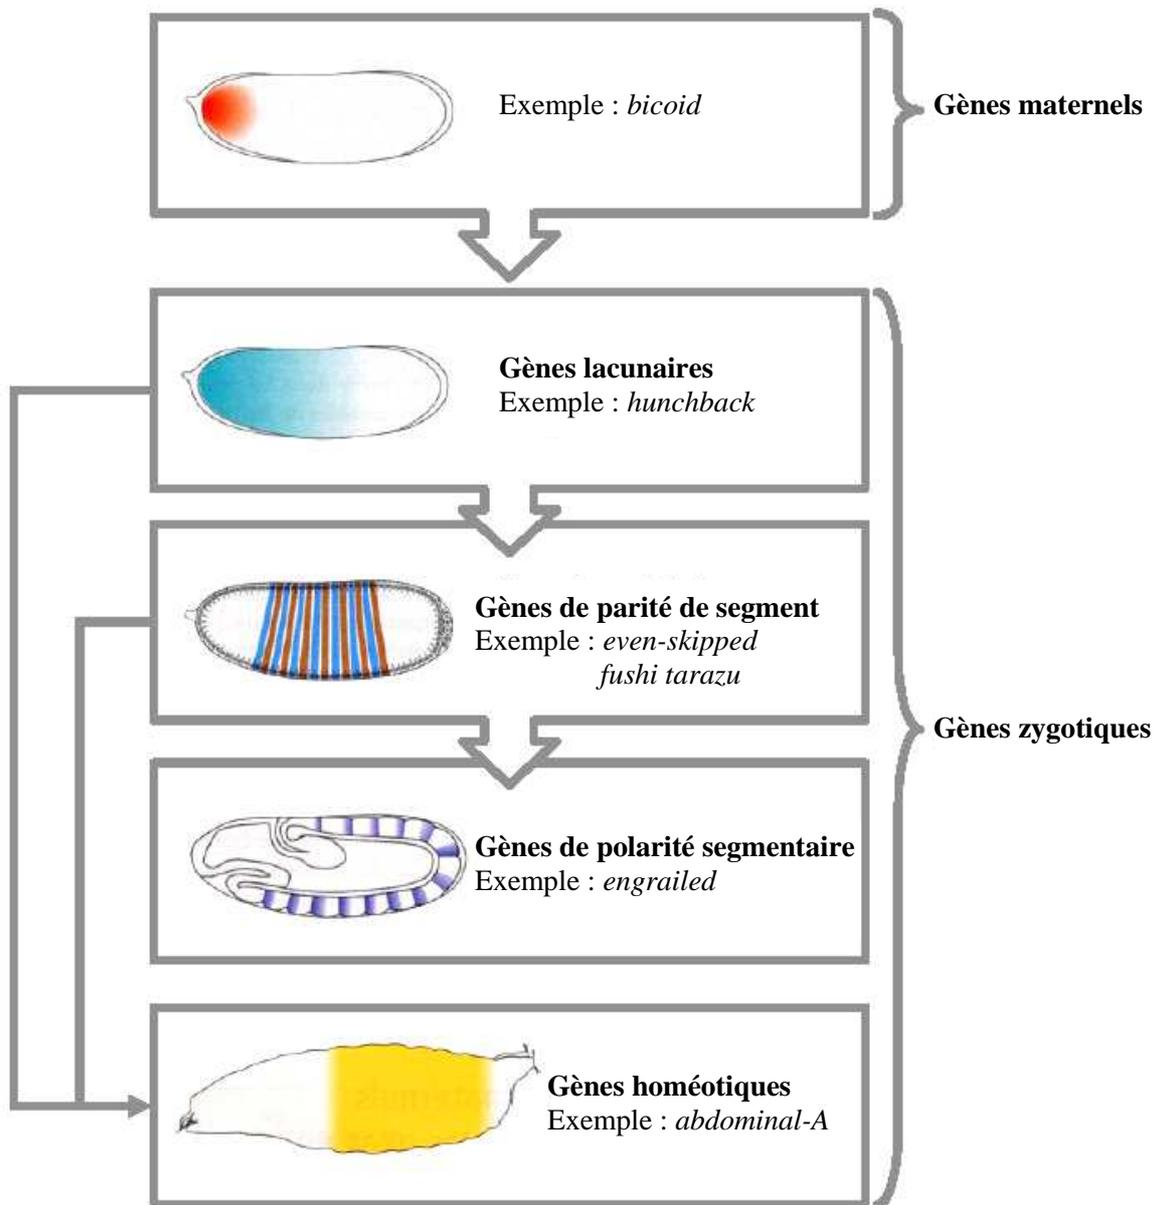 Exemple : bicoid
Gènes maternels
Gènes lacunaires
Exemple : hunchback
Gènes de parité de segment
Exemple : even-skipped
fushi tarazu
Gènes zygotiques
Gènes de polarité segmentaire
Exemple : engrailed
Gènes homéotiques
Exemple : abdominal-A